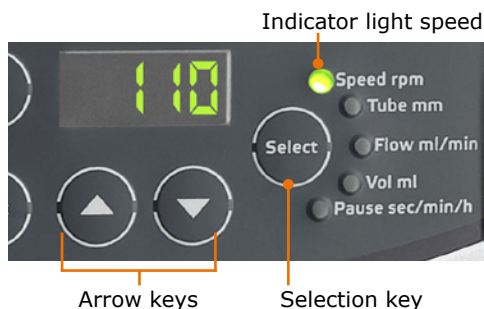 Indicator light speed
110
Speed rpm
Tube mm
Select
Flow ml/min
Vol ml
Pause sec/min/h
Arrow keys
Selection key